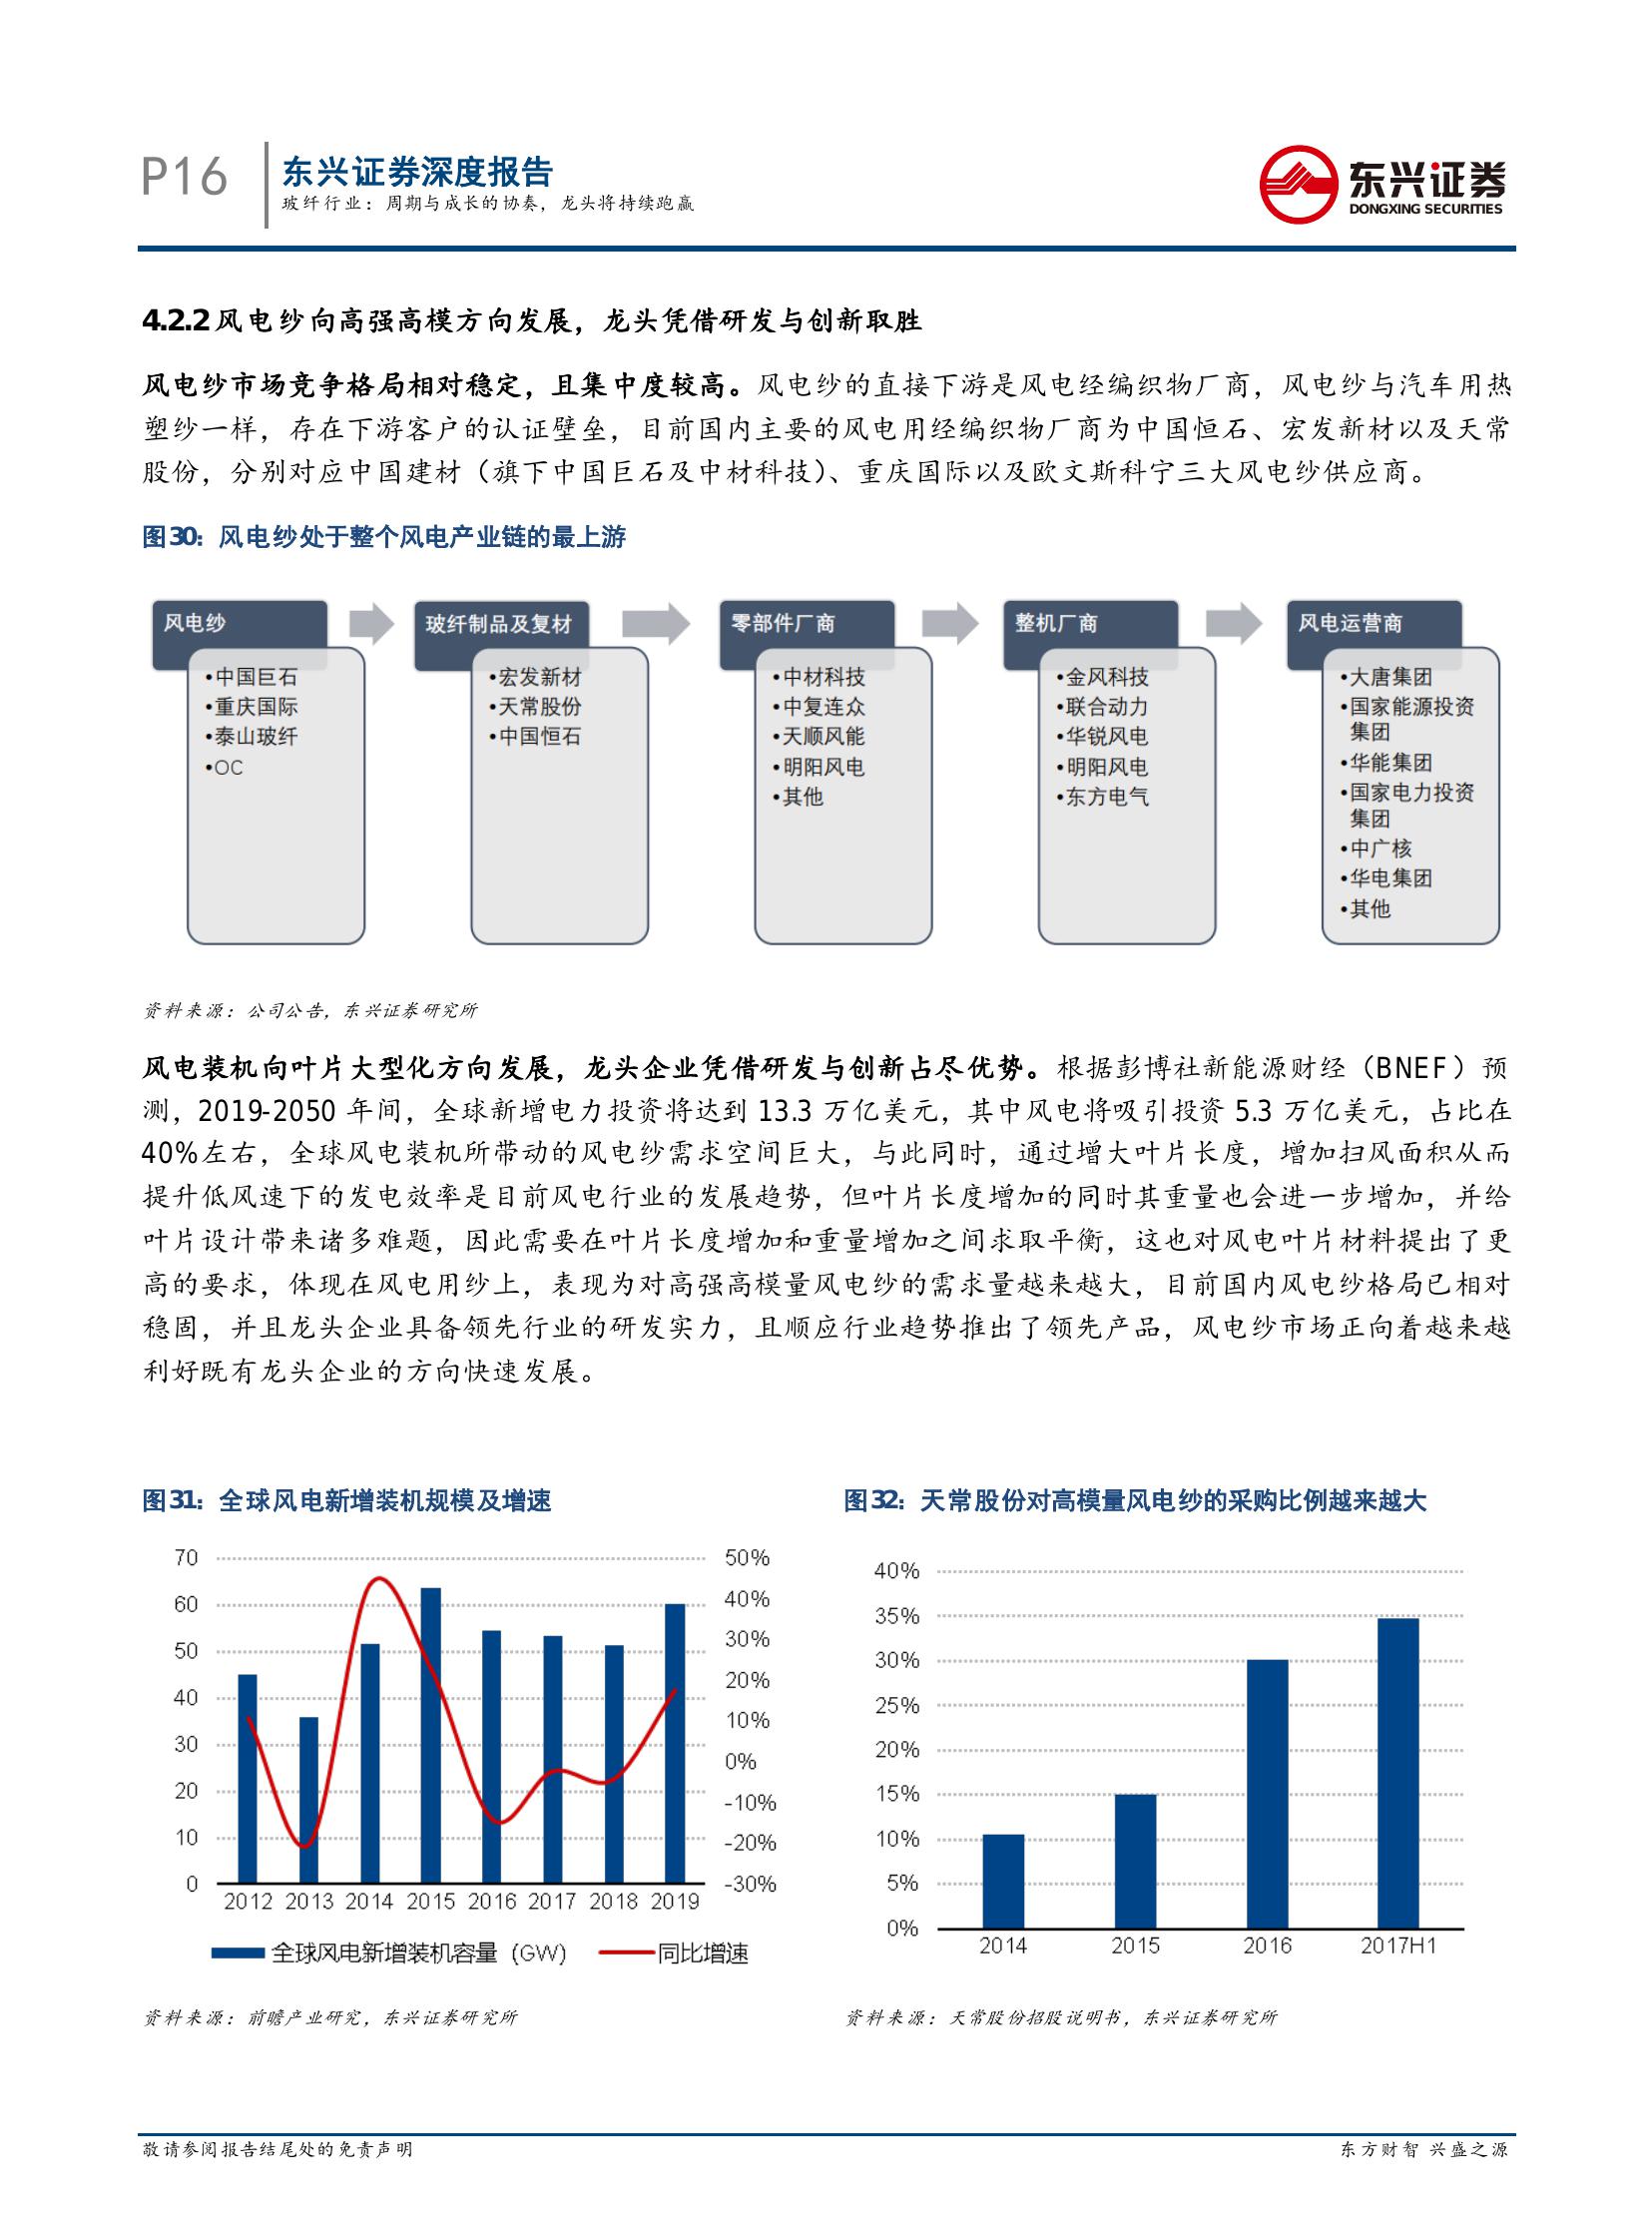 P16
东兴证券深度报告
玻纤行业：周期与成长的协奏，龙头将持续跑赢
东兴证券
DONGXING SECURITIES
4.2.2 风电纱向高强高模方向发展，龙头凭借研发与创新取胜
风电纱市场竞争格局相对稳定，且集中度较高。风电纱的直接下游是风电经编织物厂商，风电纱与汽车用热
塑纱一样，存在下游客户的认证壁垒，目前国内主要的风电用经编织物厂商为中国恒石、宏发新材以及天常
股份，分别对应中国建材（旗下中国巨石及中材科技）、重庆国际以及欧文斯科宁三大风电纱供应商。
图30：风电纱处于整个风电产业链的最上游
风电纱
•中国巨石
•重庆国际
•泰山玻纤
•OC
玻纤制品及复材
•宏发新材
•天常股份
•中国恒石
零部件厂商
•中材科技
•中复连众
•天顺风能
•明阳风电
•其他
整机厂商
•金风科技
•联合动力
•华锐风电
•明阳风电
•东方电气
风电运营商
•大唐集团
•国家能源投资
集团
•华能集团
•国家电力投资
集团
•中广核
•华电集团
•其他
资料来源：公司公告，东兴证券研究所
风电装机向叶片大型化方向发展，龙头企业凭借研发与创新占尽优势。根据彭博社新能源财经（BNEF）预
测，2019-2050 年间，全球新增电力投资将达到 13.3 万亿美元，其中风电将吸引投资 5.3 万亿美元，占比在
40%左右，全球风电装机所带动的风电纱需求空间巨大，与此同时，通过增大叶片长度，增加扫风面积从而
提升低风速下的发电效率是目前风电行业的发展趋势，但叶片长度增加的同时其重量也会进一步增加，并给
叶片设计带来诸多难题，因此需要在叶片长度增加和重量增加之间求取平衡，这也对风电叶片材料提出了更
高的要求，体现在风电用纱上，表现为对高强高模量风电纱的需求量越来越大，目前国内风电纱格局已相对
稳固，并且龙头企业具备领先行业的研发实力，且顺应行业趋势推出了领先产品，风电纱市场正向着越来越
利好既有龙头企业的方向快速发展。
图31：全球风电新增装机规模及增速
70
60
50
40
30
20
10
0
50%
40%
30%
20%
10%
0%
-10%
-20%
-30%
2012 2013 2014 2015 2016 2017 2018 2019
全球风电新增装机容量（GW） 同比增速
资料来源：前瞻产业研究，东兴证券研究所
图32：天常股份对高模量风电纱的采购比例越来越大
40%
35%
30%
25%
20%
15%
10%
5%
0%
2014 2015 2016 2017H1
资料来源：天常股份招股说明书，东兴证券研究所
敬请参阅报告结尾处的免责声明
东方财智 兴盛之源